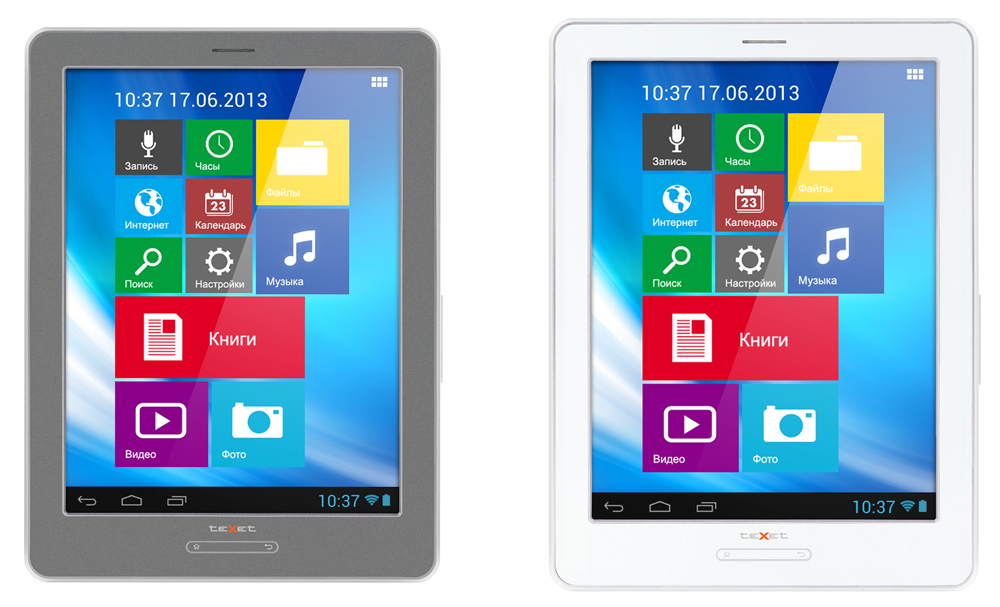 10:37 17.06.2013
Запись
Часы
Файлы
Интернет
23
Календарь
Поиск
Настройки
Музыка
Книги
Видео
Фото
10:37
teXet
10:37 17.06.2013
Запись
Часы
Файлы
Интернет
23
Календарь
Поиск
Настройки
Музыка
Книги
Видео
Фото
10:37
teXet